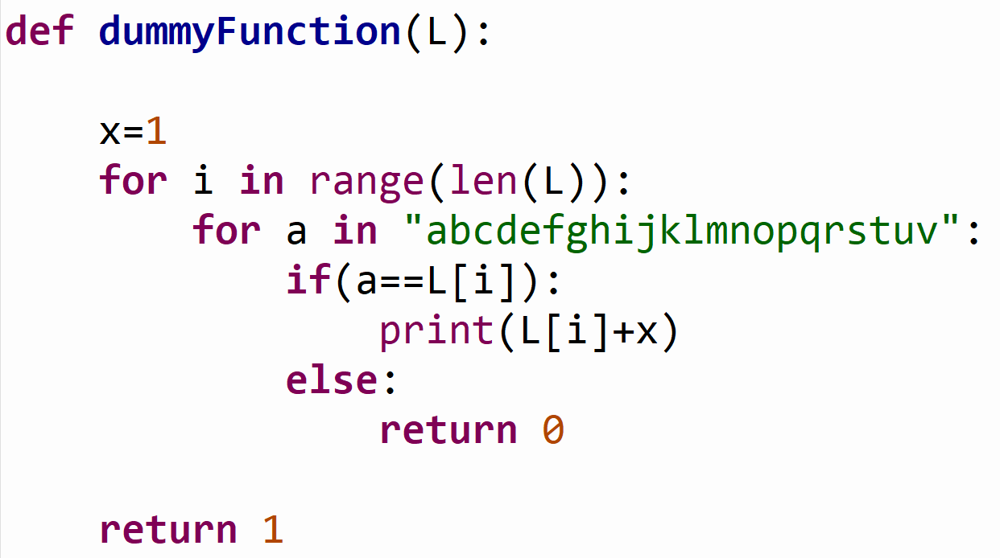 def dummyFunction(L):
x=1
for i in range(len(L)):
for a in "abcdefghijklmnopqrstuv":
if(a==L[i]):
print(L[i]+x)
else:
return 0
return 1